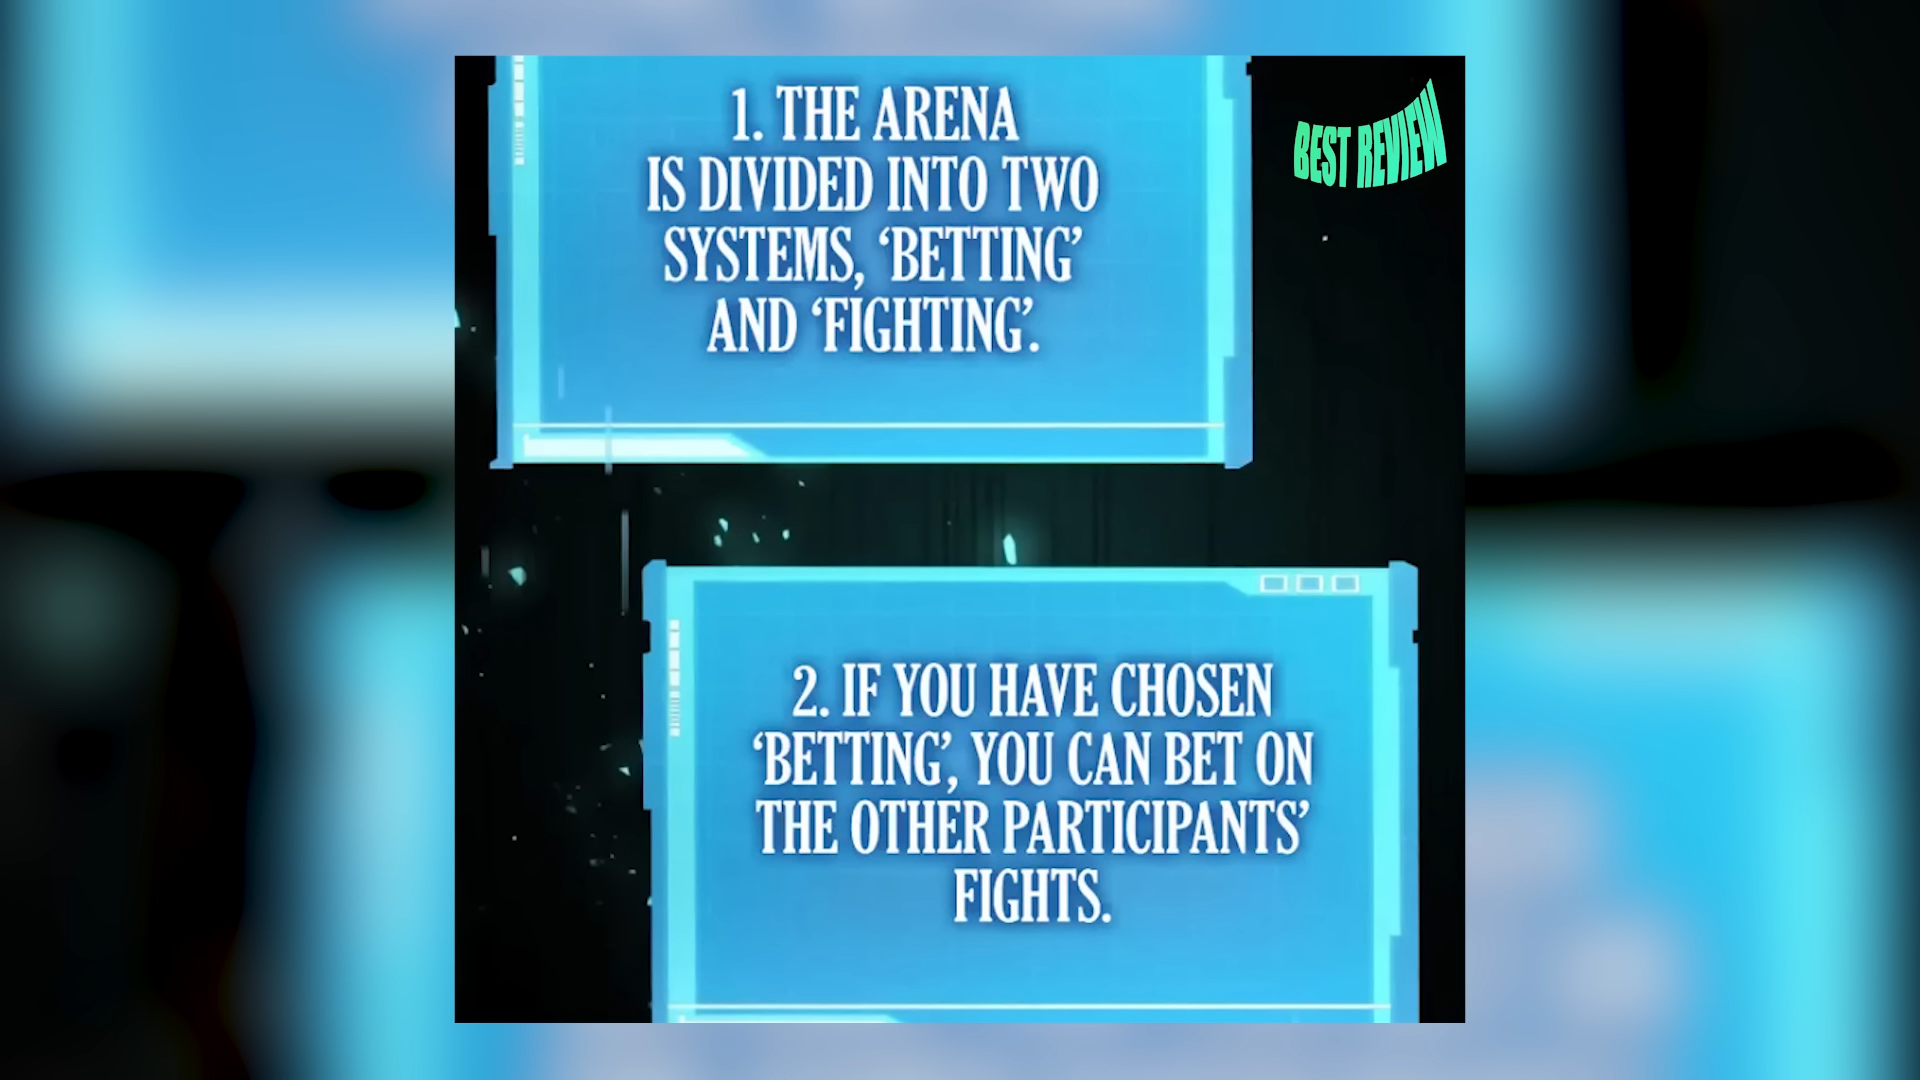 1. THE ARENA
IS DIVIDED INTO TWO
SYSTEMS, ‘BETTING’
AND ‘FIGHTING’.
BEST REVIEW
2. IF YOU HAVE CHOSEN
‘BETTING’, YOU CAN BET ON
THE OTHER PARTICIPANTS’
FIGHTS.